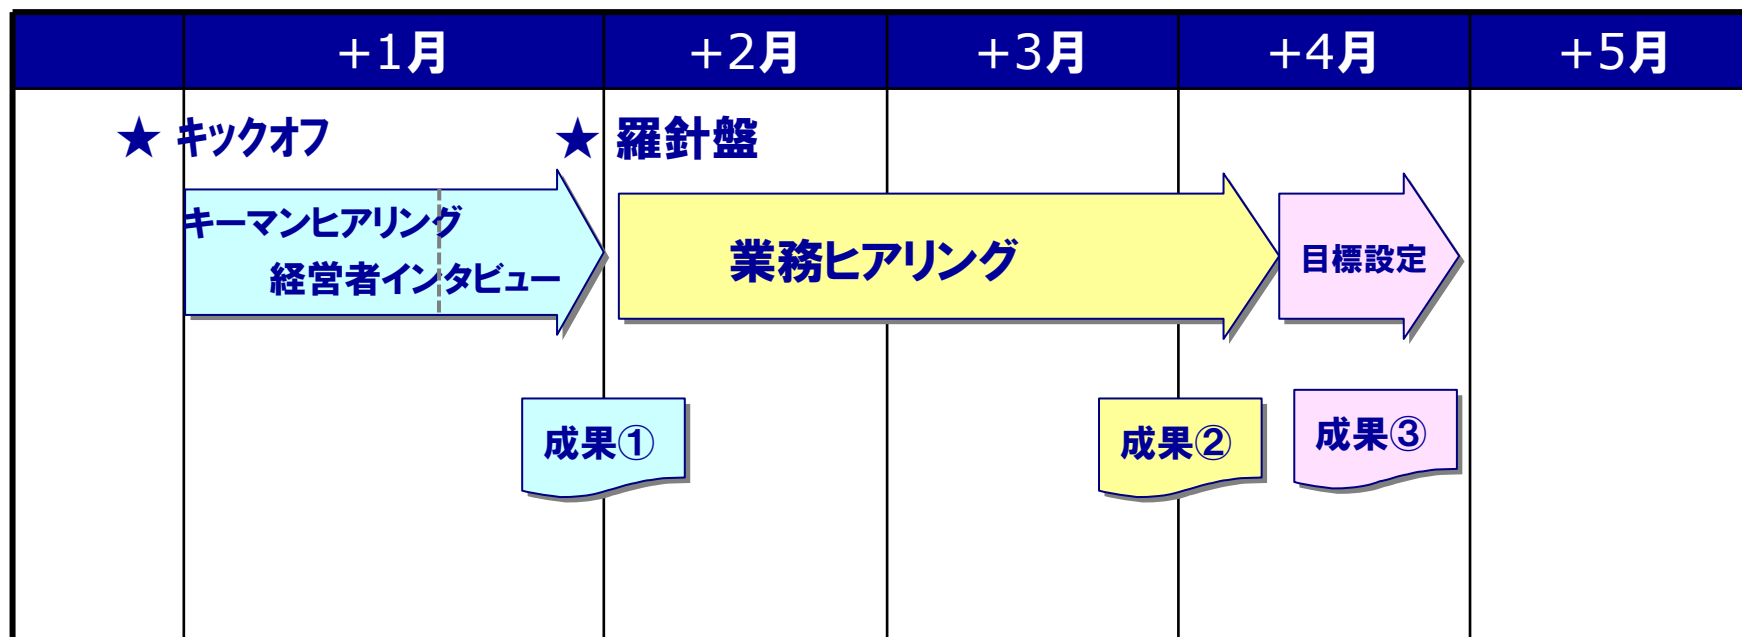 +1月
+2月
+3月
+4月
+5月
★ キックオフ
★ 羅針盤
キーマンヒアリング
経営者インタビュー
業務ヒアリング
目標設定
成果①
成果②
成果③